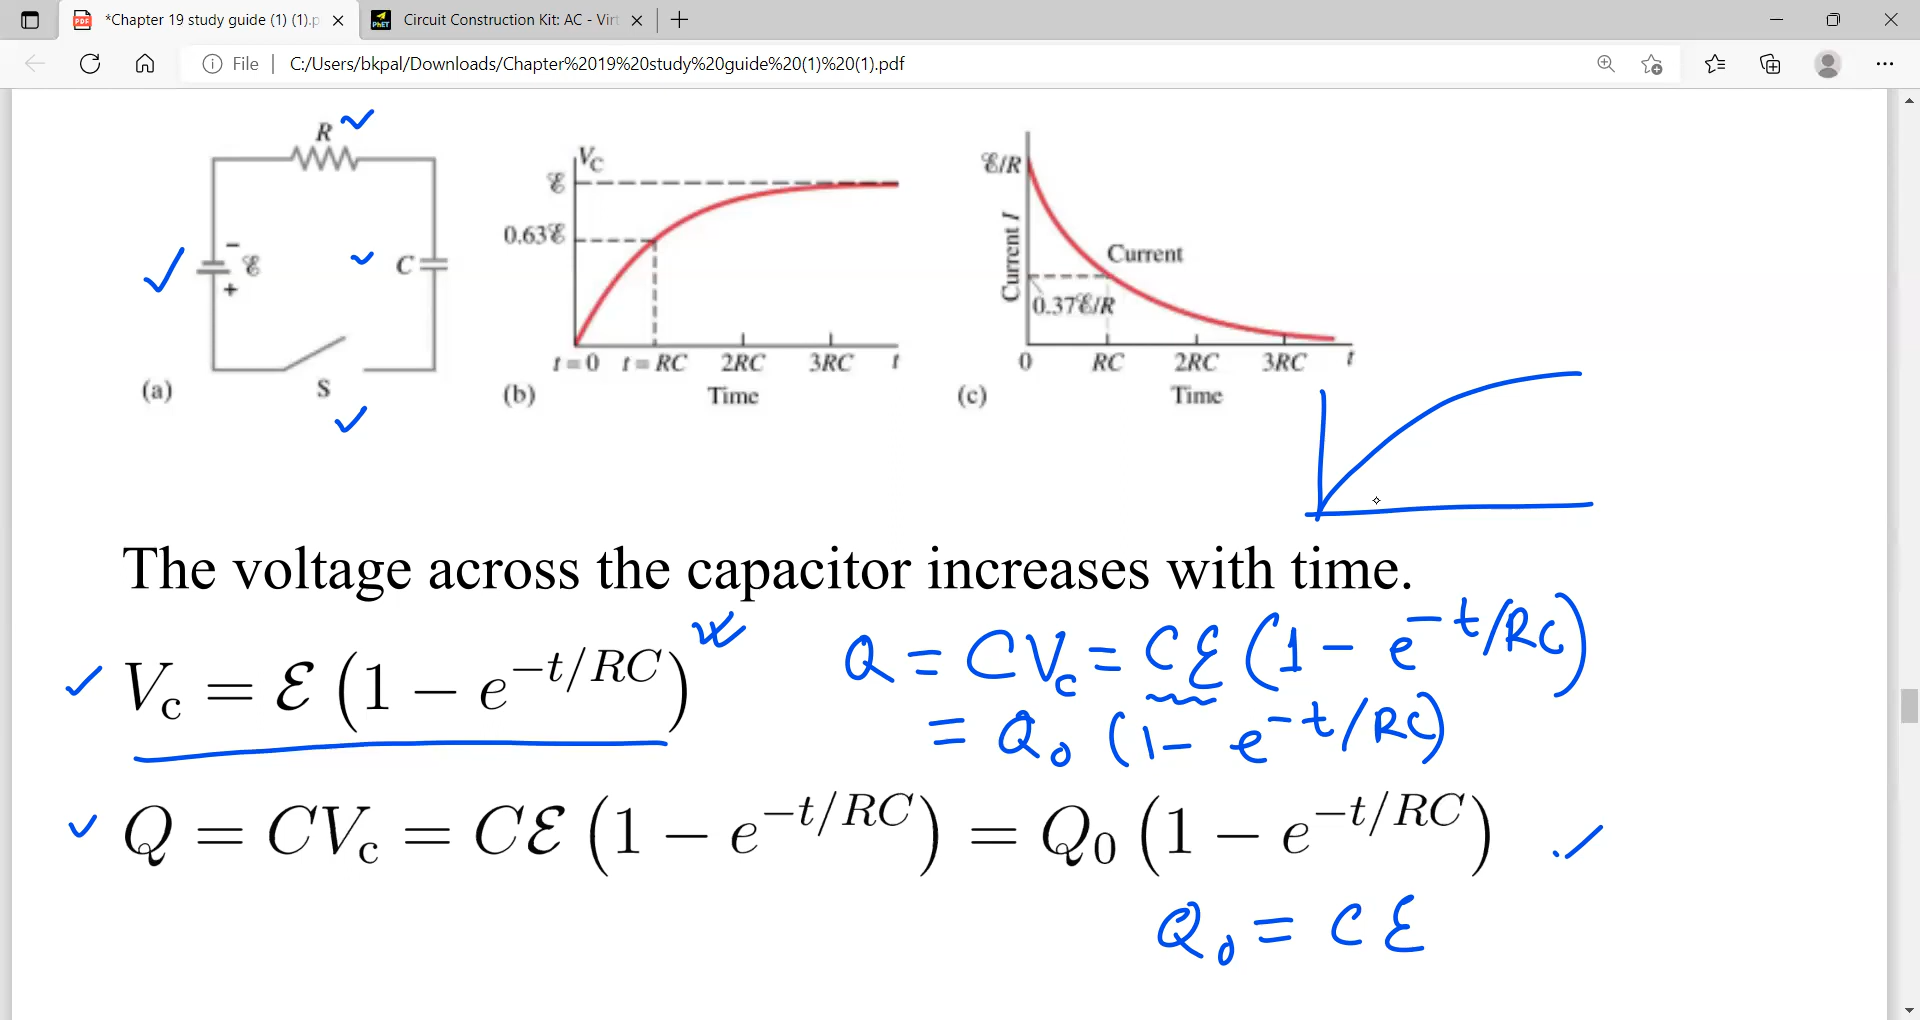 *Chapter 19 study guide (1) (1).p
Circuit Construction Kit: AC - Virt
File | C:/Users/bkpal/Downloads/Chapter%2019%20study%20guide%20(1)%20(1).pdf
R
−
ℰ
+
C
S
(a)
V_C
ℰ
0.63ℰ
t = 0 t = RC 2RC 3RC t
(b) Time
ℰ/R
Current I
Current
0.37ℰ/R
0 RC 2RC 3RC t
(c) Time
The voltage across the capacitor increases with time.
V_c = ℰ (1 − e^{−t/RC})
Q = CV_c = Cℰ (1 − e^{−t/RC})
= Q_0 (1 − e^{−t/RC})
Q = CV_c = Cℰ (1 − e^{−t/RC}) = Q_0 (1 − e^{−t/RC})
Q_0 = Cℰ